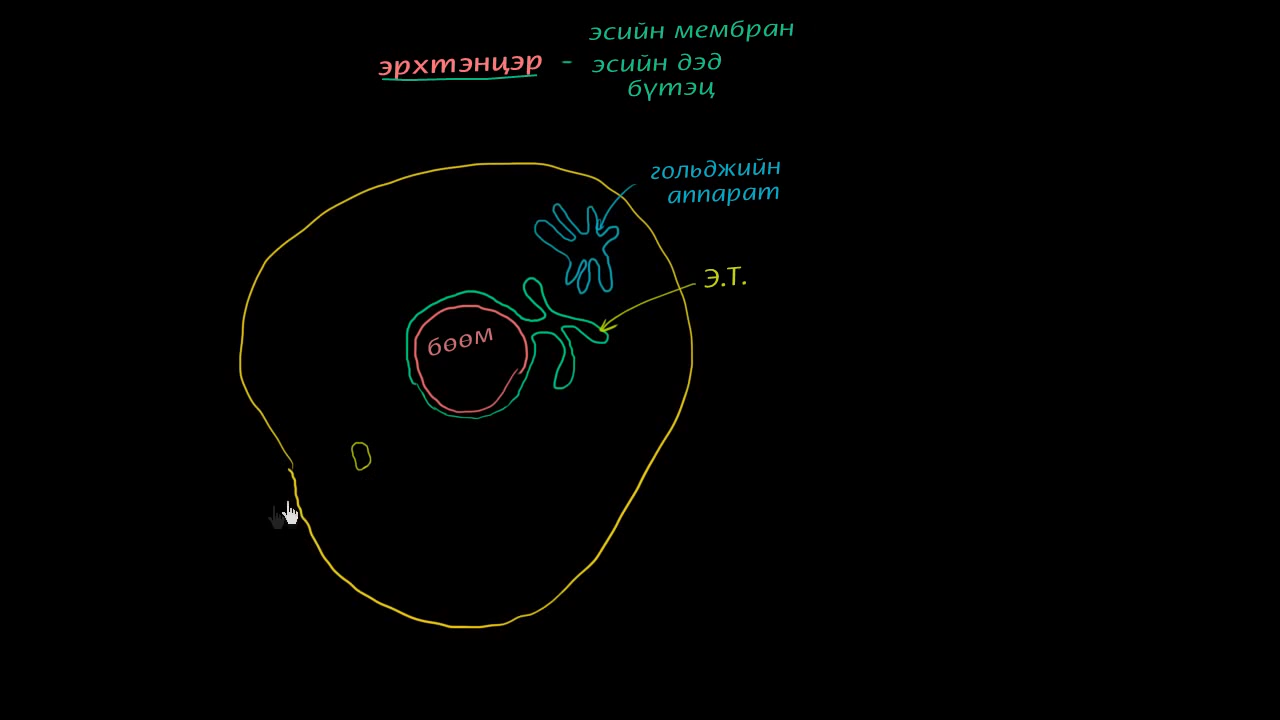 эсийн мембран
эрхтэнцэр - эсийн дэд
бүтэц
гольджийн
аппарат
Э.Т.
бөөм